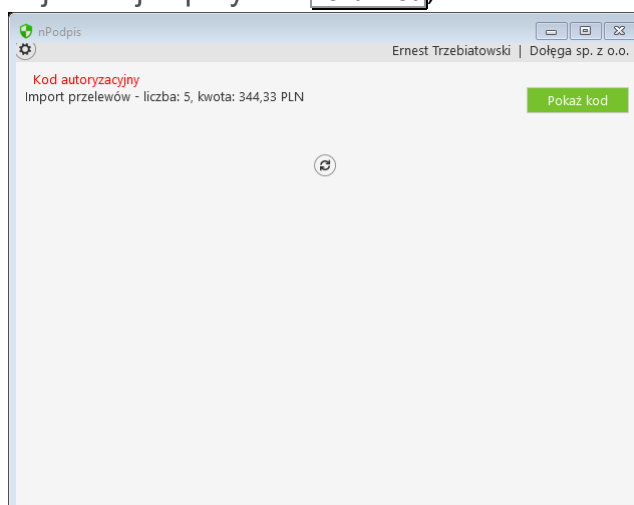 nPodpis
Ernest Trzebiatowski | Dołęga sp. z o.o.
Kod autoryzacyjny
Import przelewów - liczba: 5, kwota: 344,33 PLN
Pokaż kod